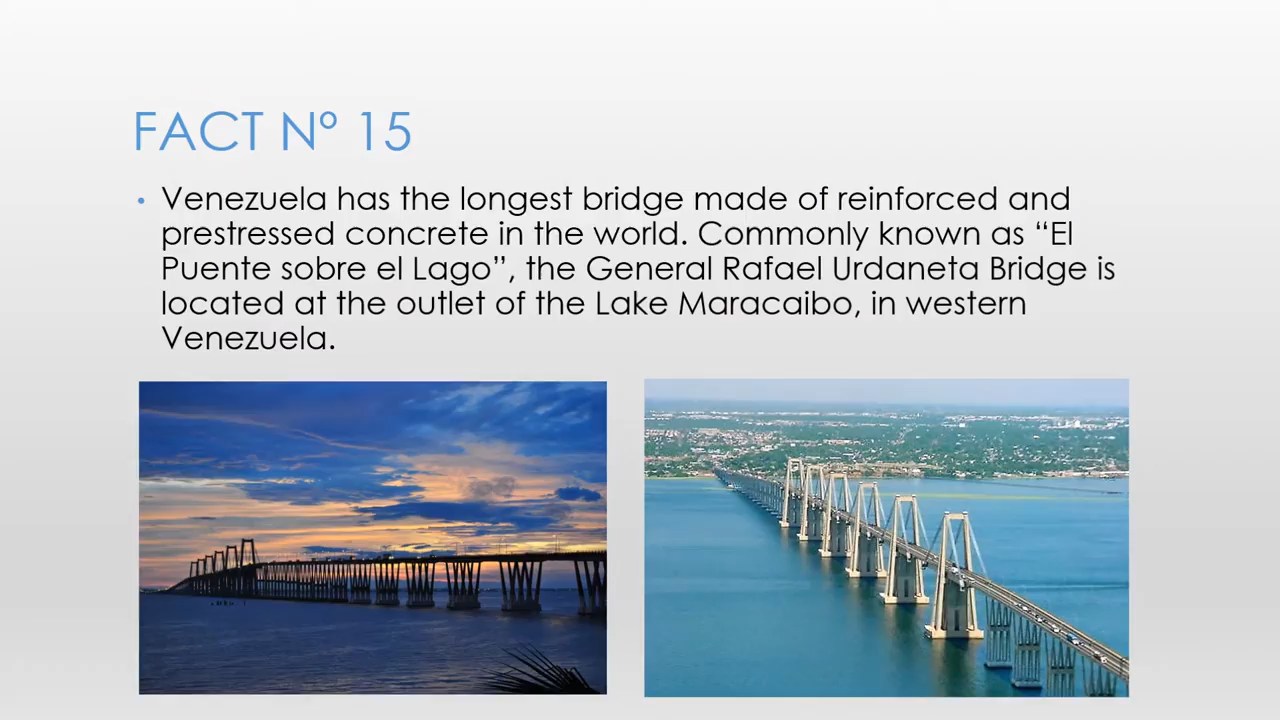 FACT Nº 15
• Venezuela has the longest bridge made of reinforced and
prestressed concrete in the world. Commonly known as “El
Puente sobre el Lago”, the General Rafael Urdaneta Bridge is
located at the outlet of the Lake Maracaibo, in western
Venezuela.